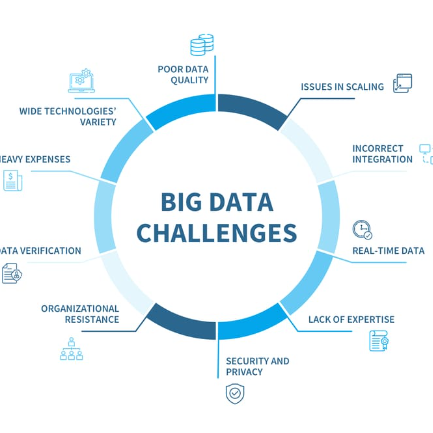 POOR DATA
QUALITY
ISSUES IN SCALING
WIDE TECHNOLOGIES'
VARIETY
INCORRECT
INTEGRATION
EAVY EXPENSES
BIG DATA
CHALLENGES
ATA VERIFICATION
REAL-TIME DATA
ORGANIZATIONAL
RESISTANCE
LACK OF EXPERTISE
SECURITY AND
PRIVACY